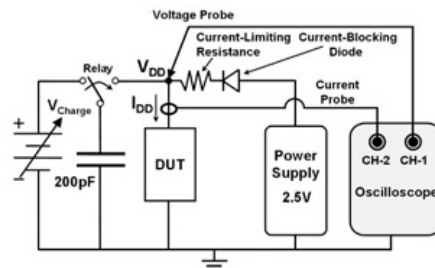 Voltage Probe
Current-Limiting
Resistance
Current-Blocking
Diode
Relay
VDD
Current
Probe
IDD
VCharge
+
-
200pF
DUT
Power
Supply
2.5V
CH-2
CH-1
Oscilloscope